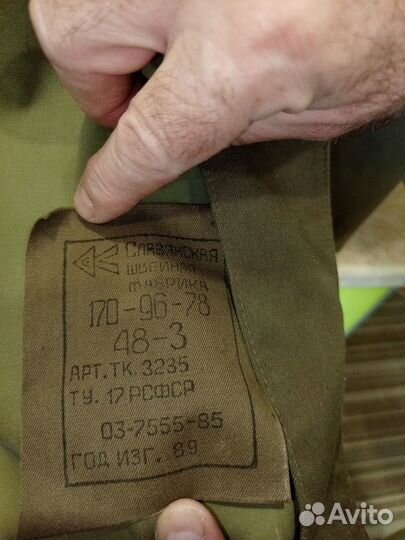 Славянская
швейная
фабрика
170-96-78
48-3
АРТ.ТК. 3235
ТУ. 17 РСФСР
03-7555-85
ГОД ИЗГ. 89
Avito